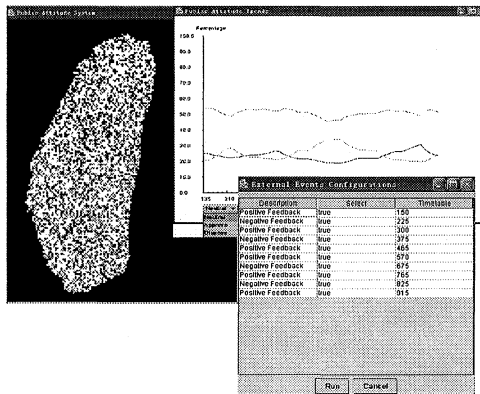 Public Attitude System
Public Attitude Trends
Percentage
100.0
90.0
80.0
70.0
60.0
50.0
40.0
30.0
20.0
10.0
0.0
135 310
Neutral
Approve
External Events Configurations
Description Select Timetable
Positive Feedback true 150
Negative Feedback true 225
Positive Feedback true 300
Negative Feedback true 375
Positive Feedback true 465
Positive Feedback true 570
Negative Feedback true 675
Positive Feedback true 765
Negative Feedback true 825
Positive Feedback true 915
Run Cancel